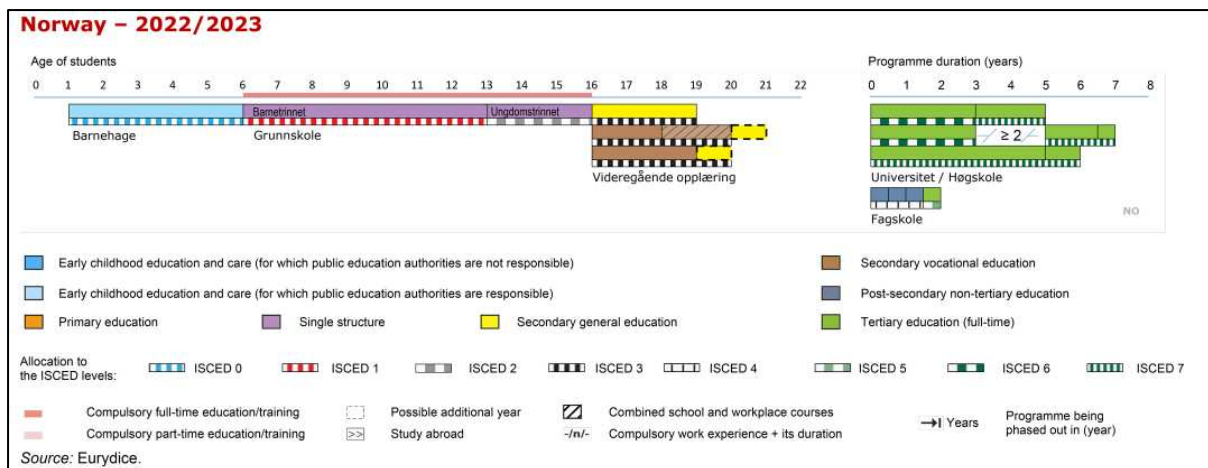 Norway – 2022/2023
Age of students
Programme duration (years)
0 1 2 3 4 5 6 7 8 9 10 11 12 13 14 15 16 17 18 19 20 21 22
0 1 2 3 4 5 6 7 8
Barnetrinnet
Ungdomstrinnet
Barnehage
Grunnskole
≥ 2
Videregående opplæring
Universitet / Høgskole
Fagskole
NO
Early childhood education and care (for which public education authorities are not responsible)
Secondary vocational education
Early childhood education and care (for which public education authorities are responsible)
Post-secondary non-tertiary education
Primary education
Single structure
Secondary general education
Tertiary education (full-time)
Allocation to
the ISCED levels:
ISCED 0
ISCED 1
ISCED 2
ISCED 3
ISCED 4
ISCED 5
ISCED 6
ISCED 7
Compulsory full-time education/training
Possible additional year
Combined school and workplace courses
Years
Programme being
phased out in (year)
Compulsory part-time education/training
>>
Study abroad
-/n/-
Compulsory work experience + its duration
Source: Eurydice.